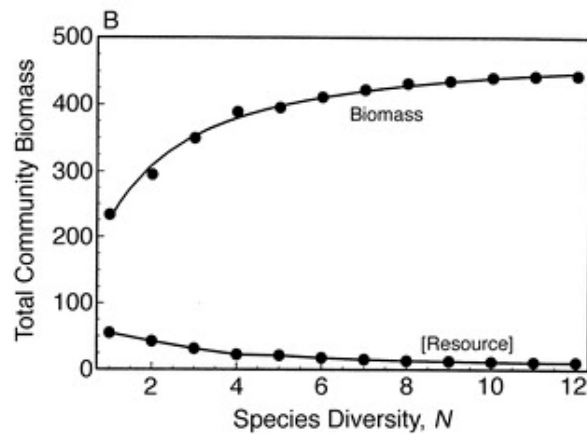 B
500
400
300
200
100
0
Total Community Biomass
Biomass
[Resource]
2
4
6
8
10
12
Species Diversity, N